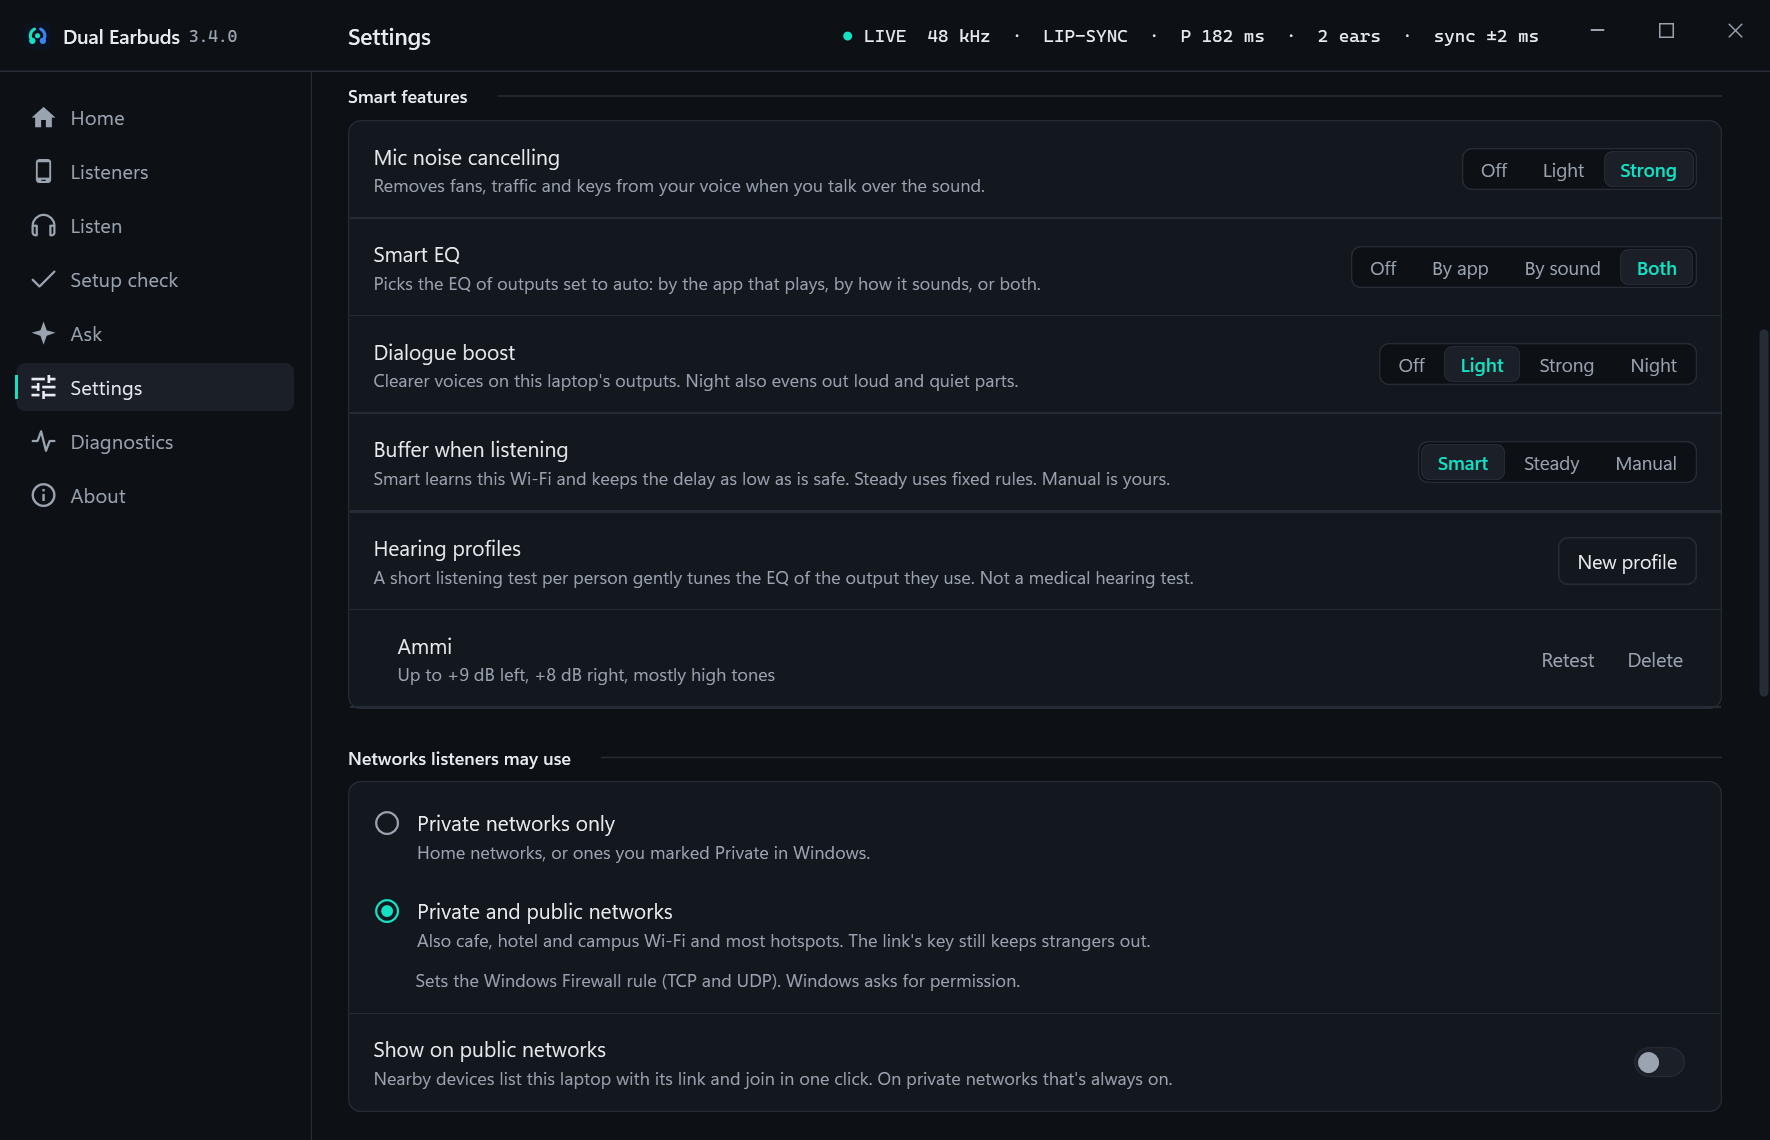 Dual Earbuds 3.4.0
Settings
LIVE 48 kHz · LIP-SYNC · P 182 ms · 2 ears · sync ±2 ms
Home
Listeners
Listen
Setup check
Ask
Settings
Diagnostics
About
Smart features
Mic noise cancelling
Removes fans, traffic and keys from your voice when you talk over the sound.
Off Light Strong
Smart EQ
Picks the EQ of outputs set to auto: by the app that plays, by how it sounds, or both.
Off By app By sound Both
Dialogue boost
Clearer voices on this laptop's outputs. Night also evens out loud and quiet parts.
Off Light Strong Night
Buffer when listening
Smart learns this Wi-Fi and keeps the delay as low as is safe. Steady uses fixed rules. Manual is yours.
Smart Steady Manual
Hearing profiles
A short listening test per person gently tunes the EQ of the output they use. Not a medical hearing test.
New profile
Ammi
Up to +9 dB left, +8 dB right, mostly high tones
Retest Delete
Networks listeners may use
Private networks only
Home networks, or ones you marked Private in Windows.
Private and public networks
Also cafe, hotel and campus Wi-Fi and most hotspots. The link's key still keeps strangers out.
Sets the Windows Firewall rule (TCP and UDP). Windows asks for permission.
Show on public networks
Nearby devices list this laptop with its link and join in one click. On private networks that's always on.